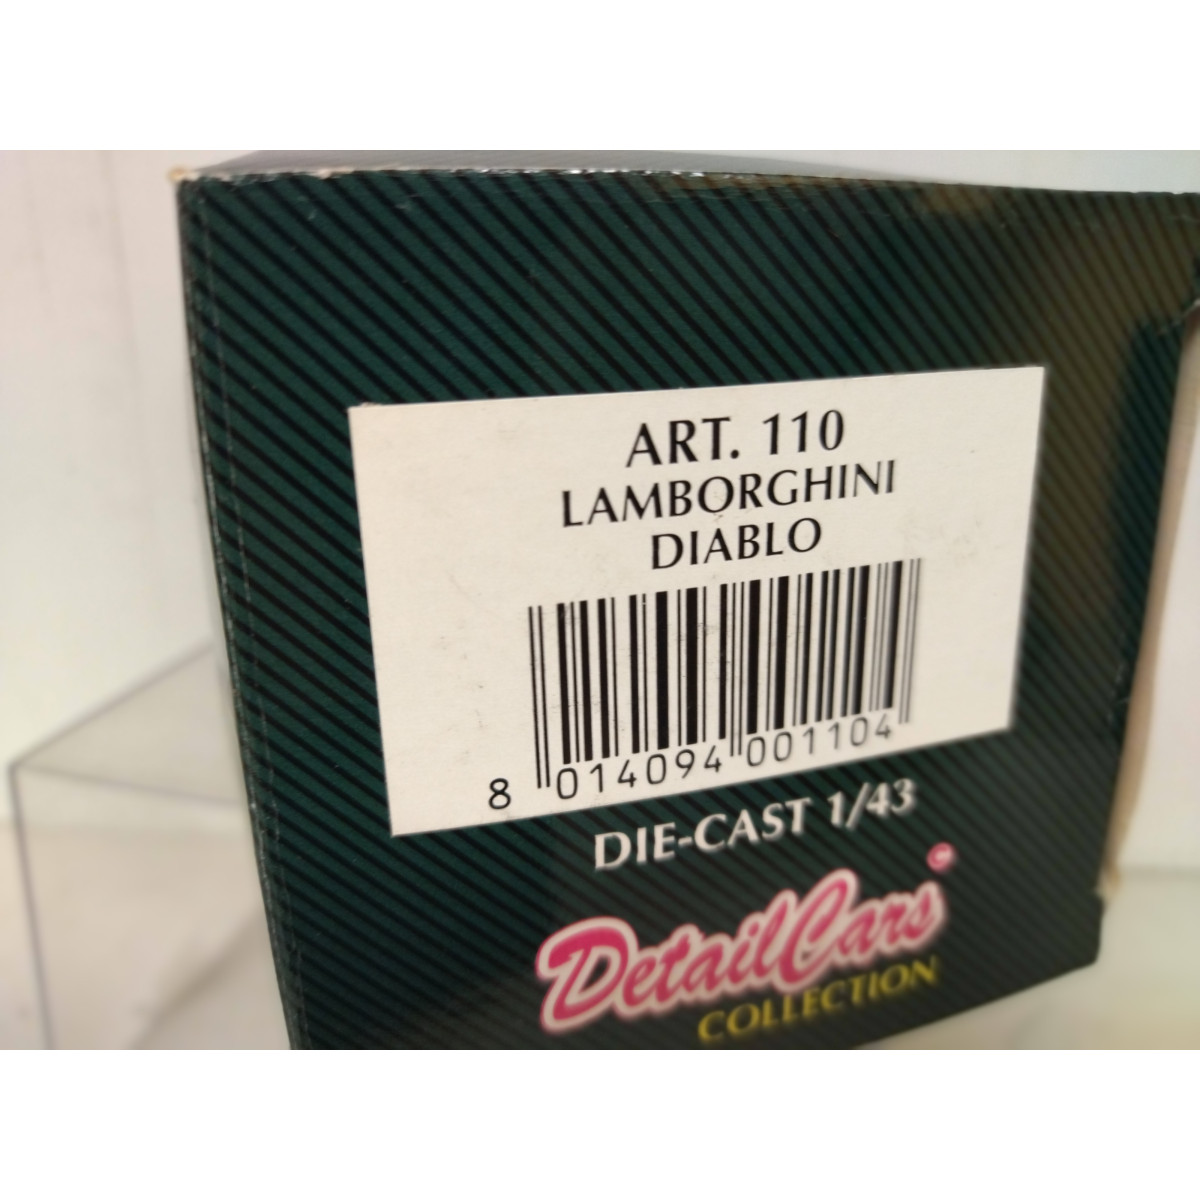 ART. 110
LAMBORGHINI
DIABLO
8 014094 001104
DIE-CAST 1/43
DetailCars
COLLECTION